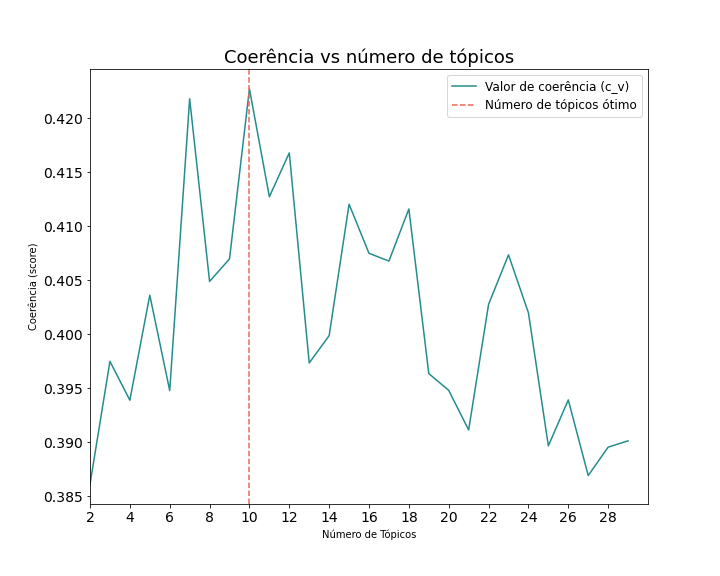 Coerência vs número de tópicos
Valor de coerência (c_v)
Número de tópicos ótimo
0.420
0.415
0.410
0.405
0.400
0.395
0.390
0.385
Coerência (score)
2 4 6 8 10 12 14 16 18 20 22 24 26 28
Número de Tópicos